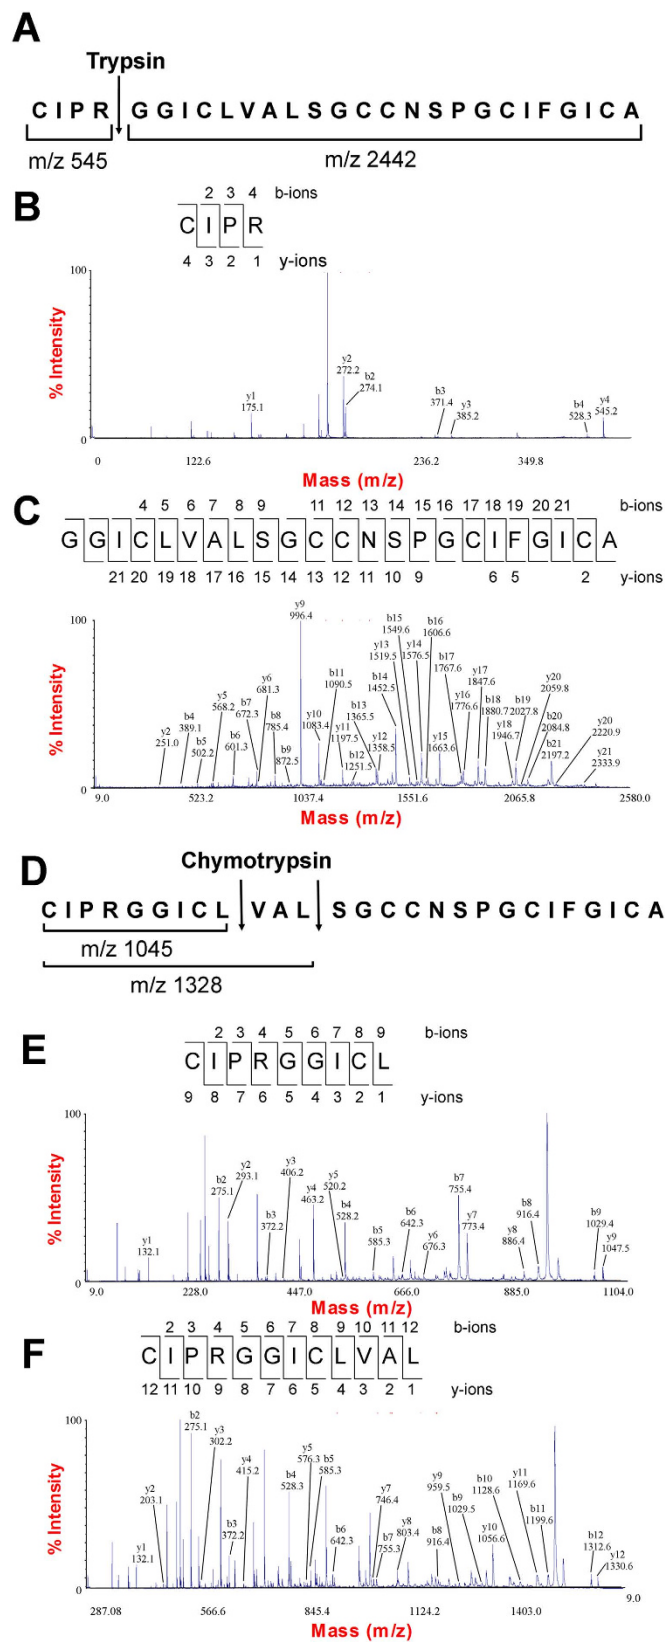 A
Trypsin
C I P R G G I C L V A L S G C C N S P G C I F G I C A
m/z 545 m/z 2442
B
2 3 4 b-ions
C I P R
4 3 2 1 y-ions
100
% Intensity
y1
175.1
y2
272.2
b2
274.1
b3
371.4
y3
385.2
b4
528.3
y4
545.2
0
0 122.6 236.2 349.8
Mass (m/z)
C
4 5 6 7 8 9 11 12 13 14 15 16 17 18 19 20 21 b-ions
G G I C L V A L S G C C N S P G C I F G I C A
21 20 19 18 17 16 15 14 13 12 11 10 9 6 5 2 y-ions
100
% Intensity
y2
251.0
b4
389.1
b5
502.2
y5
568.2
b6
601.3
b7
672.3
y6
681.3
b8
785.4
b9
872.5
y9
996.4
y10
1083.4
b11
1090.5
y11
1197.5
b12
1251.5
b13
1365.5
y12
1358.5
b14
1452.5
y13
1519.5
b15
1549.6
y14
1576.5
b16
1606.6
y15
1663.6
b17
1767.6
y16
1776.6
y17
1847.6
b18
1880.7
y18
1946.7
b19
2027.8
y20
2059.8
b20
2084.8
b21
2197.2
y20
2220.9
y21
2333.9
0
9.0 523.2 1037.4 1551.6 2065.8 2580.0
Mass (m/z)
D
Chymotrypsin
C I P R G G I C L V A L S G C C N S P G C I F G I C A
m/z 1045
m/z 1328
E
2 3 4 5 6 7 8 9 b-ions
C I P R G G I C L
9 8 7 6 5 4 3 2 1 y-ions
100
% Intensity
y1
132.1
b2
275.1
y2
293.1
b3
372.2
y3
406.2
y4
463.2
y5
520.2
b4
528.2
b5
585.3
b6
642.3
y6
676.3
b7
755.4
y7
773.4
y8
886.4
b8
916.4
b9
1029.4
y9
1047.5
0
9.0 228.0 447.0 666.0 885.0 1104.0
Mass (m/z)
F
2 3 4 5 6 7 8 9 10 11 12 b-ions
C I P R G G I C L V A L
12 11 10 9 8 7 6 5 4 3 2 1 y-ions
100
% Intensity
y1
132.1
y2
203.1
b2
275.1
y3
302.2
b3
372.2
y4
415.2
b4
528.3
y5
576.3
b5
585.3
b6
642.3
y7
746.4
b7
755.3
y8
803.4
b8
916.4
y9
959.5
b9
1029.5
y10
1056.6
b10
1128.6
y11
1169.6
b11
1199.6
b12
1312.6
y12
1330.6
0
287.08 566.6 845.4 1124.2 1403.0 9.0
Mass (m/z)